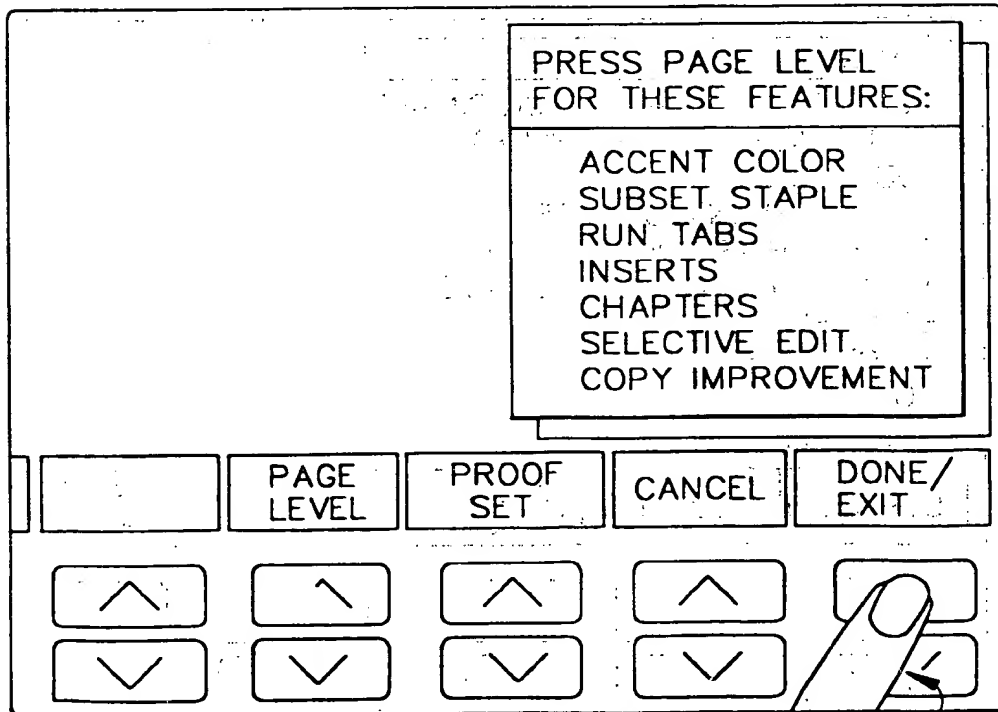 PRESS PAGE LEVEL
FOR THESE FEATURES:
ACCENT COLOR
SUBSET STAPLE
RUN TABS
INSERTS
CHAPTERS
SELECTIVE EDIT
COPY IMPROVEMENT
PAGE
LEVEL
PROOF
SET
CANCEL
DONE/
EXIT